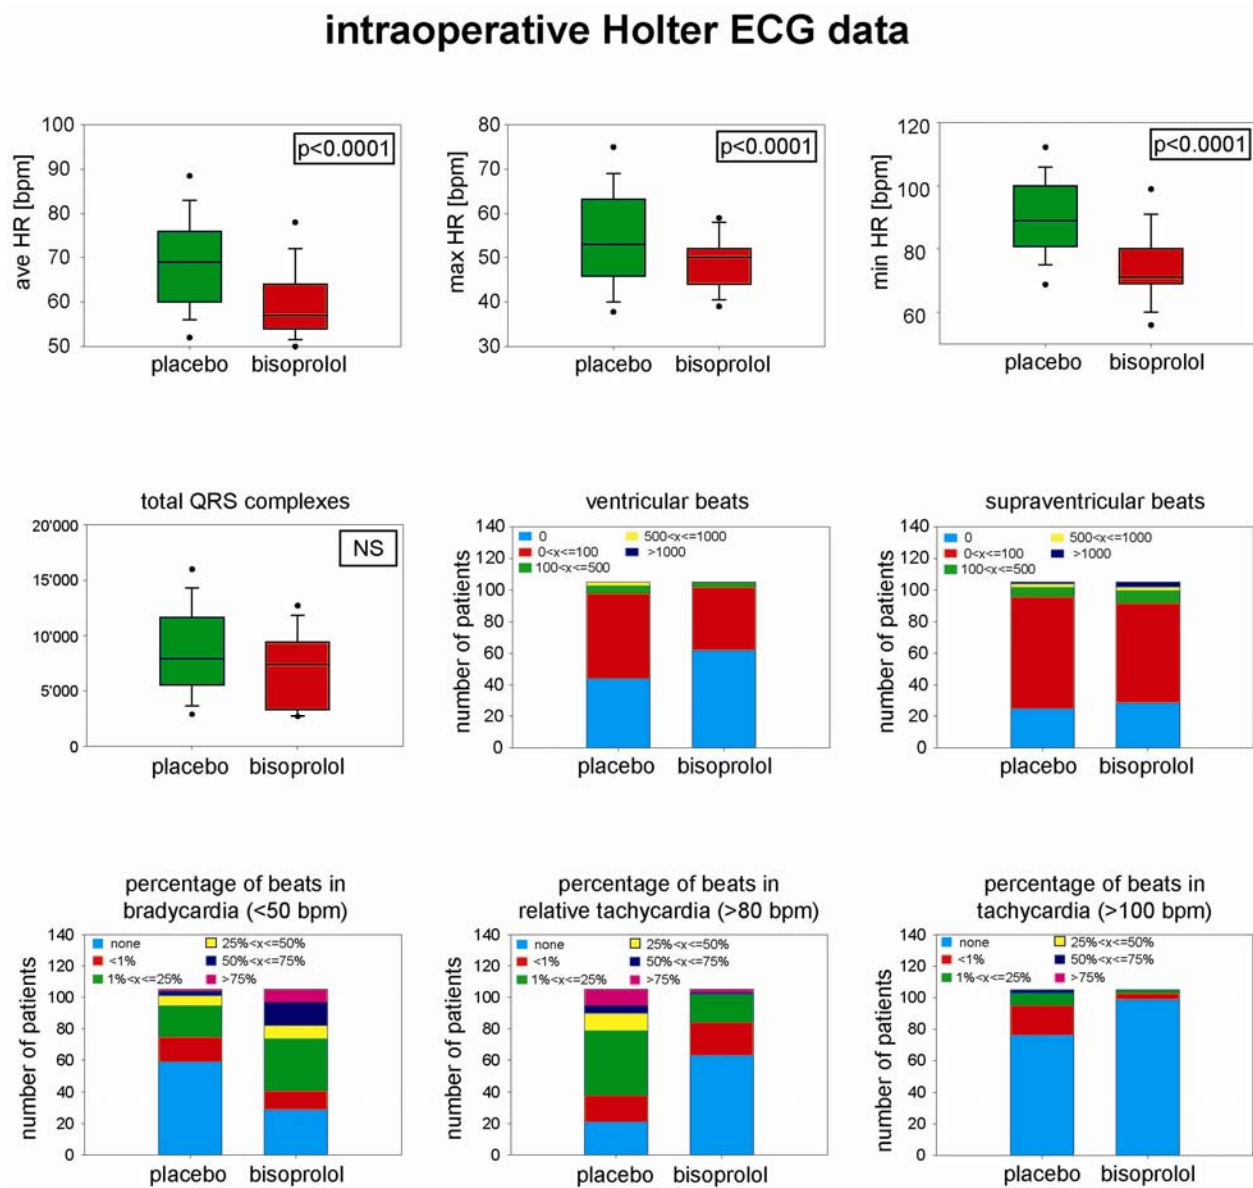 intraoperative Holter ECG data
ave HR [bpm]
100
90
80
70
60
50
p<0.0001
placebo bisoprolol
max HR [bpm]
80
70
60
50
40
30
p<0.0001
placebo bisoprolol
min HR [bpm]
120
100
80
60
p<0.0001
placebo bisoprolol
total QRS complexes
20'000
15'000
10'000
5'000
0
NS
placebo bisoprolol
ventricular beats
number of patients
140
120
100
80
60
40
20
0
0 500<x<=1000
0<x<=100 >1000
100<x<=500
placebo bisoprolol
supraventricular beats
number of patients
140
120
100
80
60
40
20
0
0 500<x<=1000
0<x<=100 >1000
100<x<=500
placebo bisoprolol
percentage of beats in
bradycardia (<50 bpm)
number of patients
140
120
100
80
60
40
20
0
none 25%<x<=50%
<1% 50%<x<=75%
1%<x<=25% >75%
placebo bisoprolol
percentage of beats in
relative tachycardia (>80 bpm)
number of patients
140
120
100
80
60
40
20
0
none 25%<x<=50%
<1% 50%<x<=75%
1%<x<=25% >75%
placebo bisoprolol
percentage of beats in
tachycardia (>100 bpm)
number of patients
140
120
100
80
60
40
20
0
none 25%<x<=50%
<1% 50%<x<=75%
1%<x<=25% >75%
placebo bisoprolol